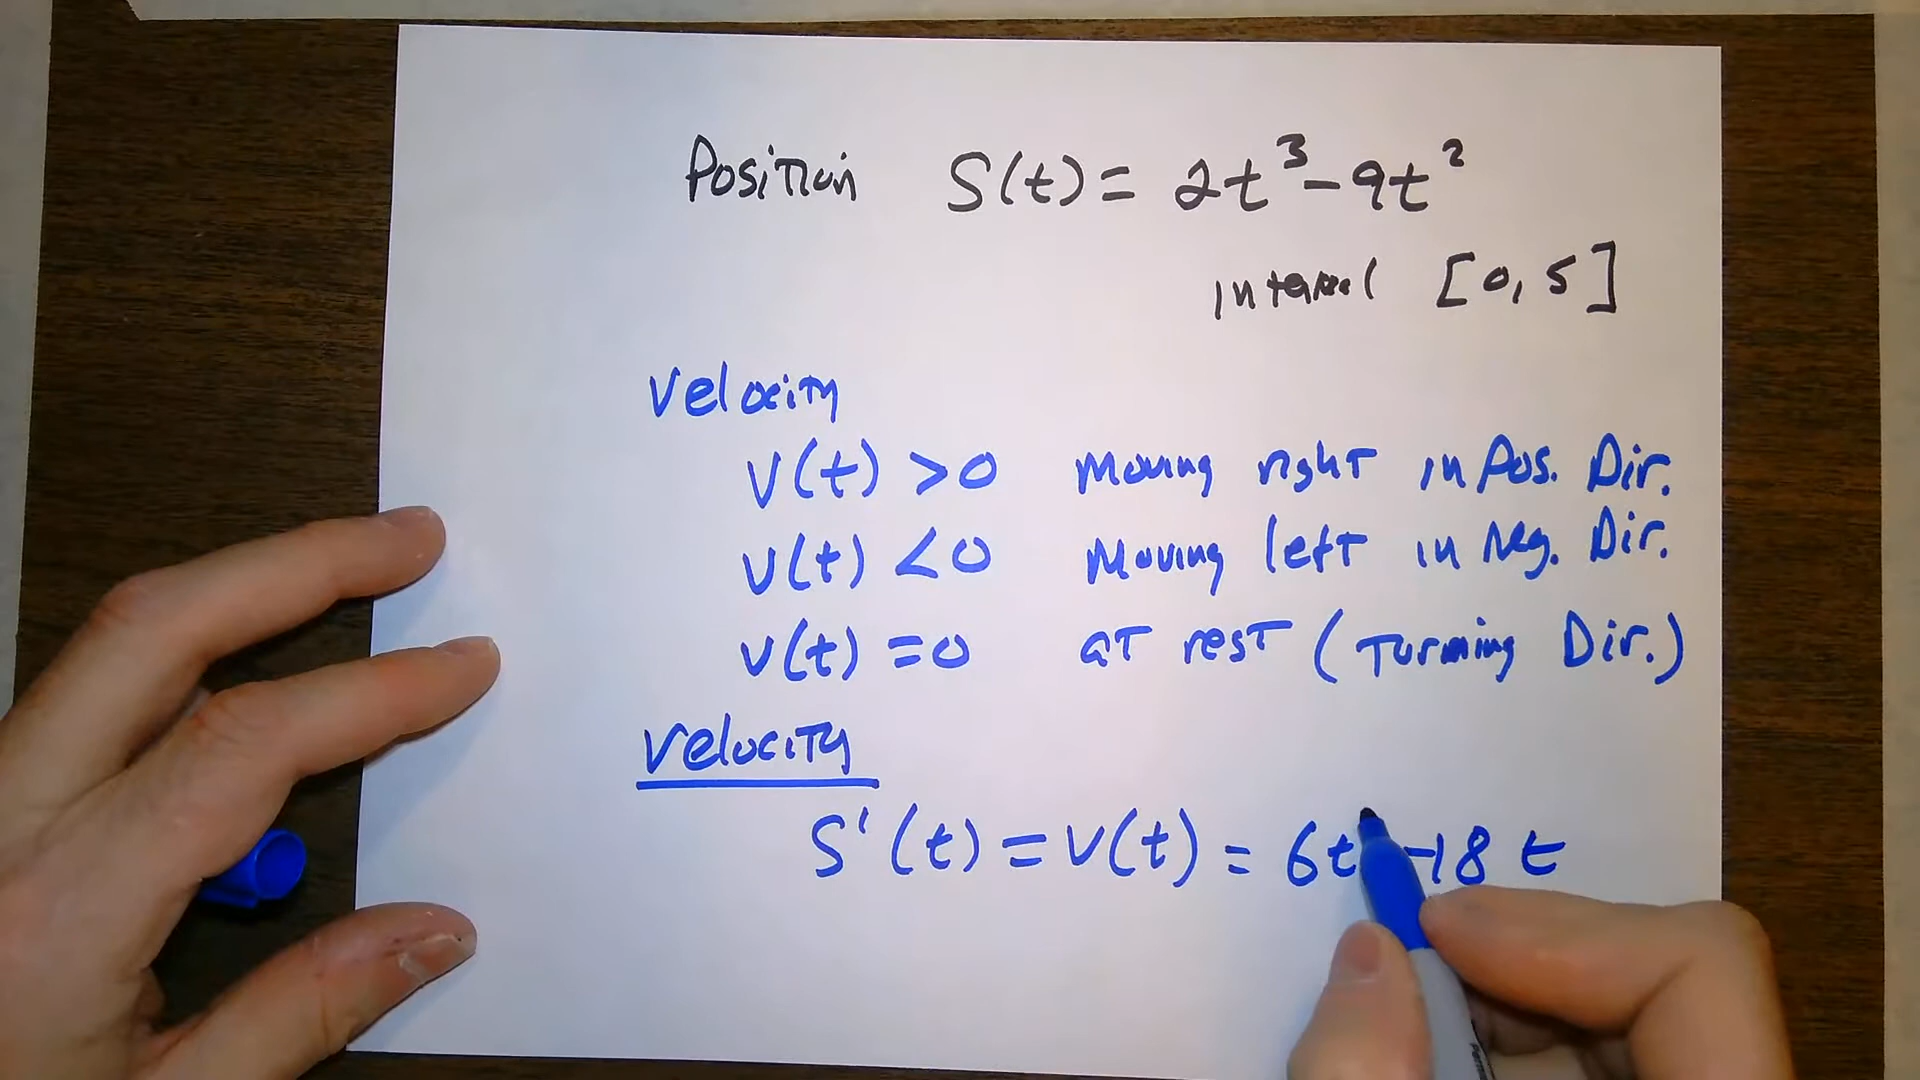 Position S(t) = 2t³ - 9t²
interval [0, 5]
Velocity
V(t) > 0 Moving right in Pos. Dir.
V(t) < 0 Moving left in Neg. Dir.
V(t) = 0 at rest (Turning Dir.)
Velocity
S'(t) = V(t) = 6t -18t